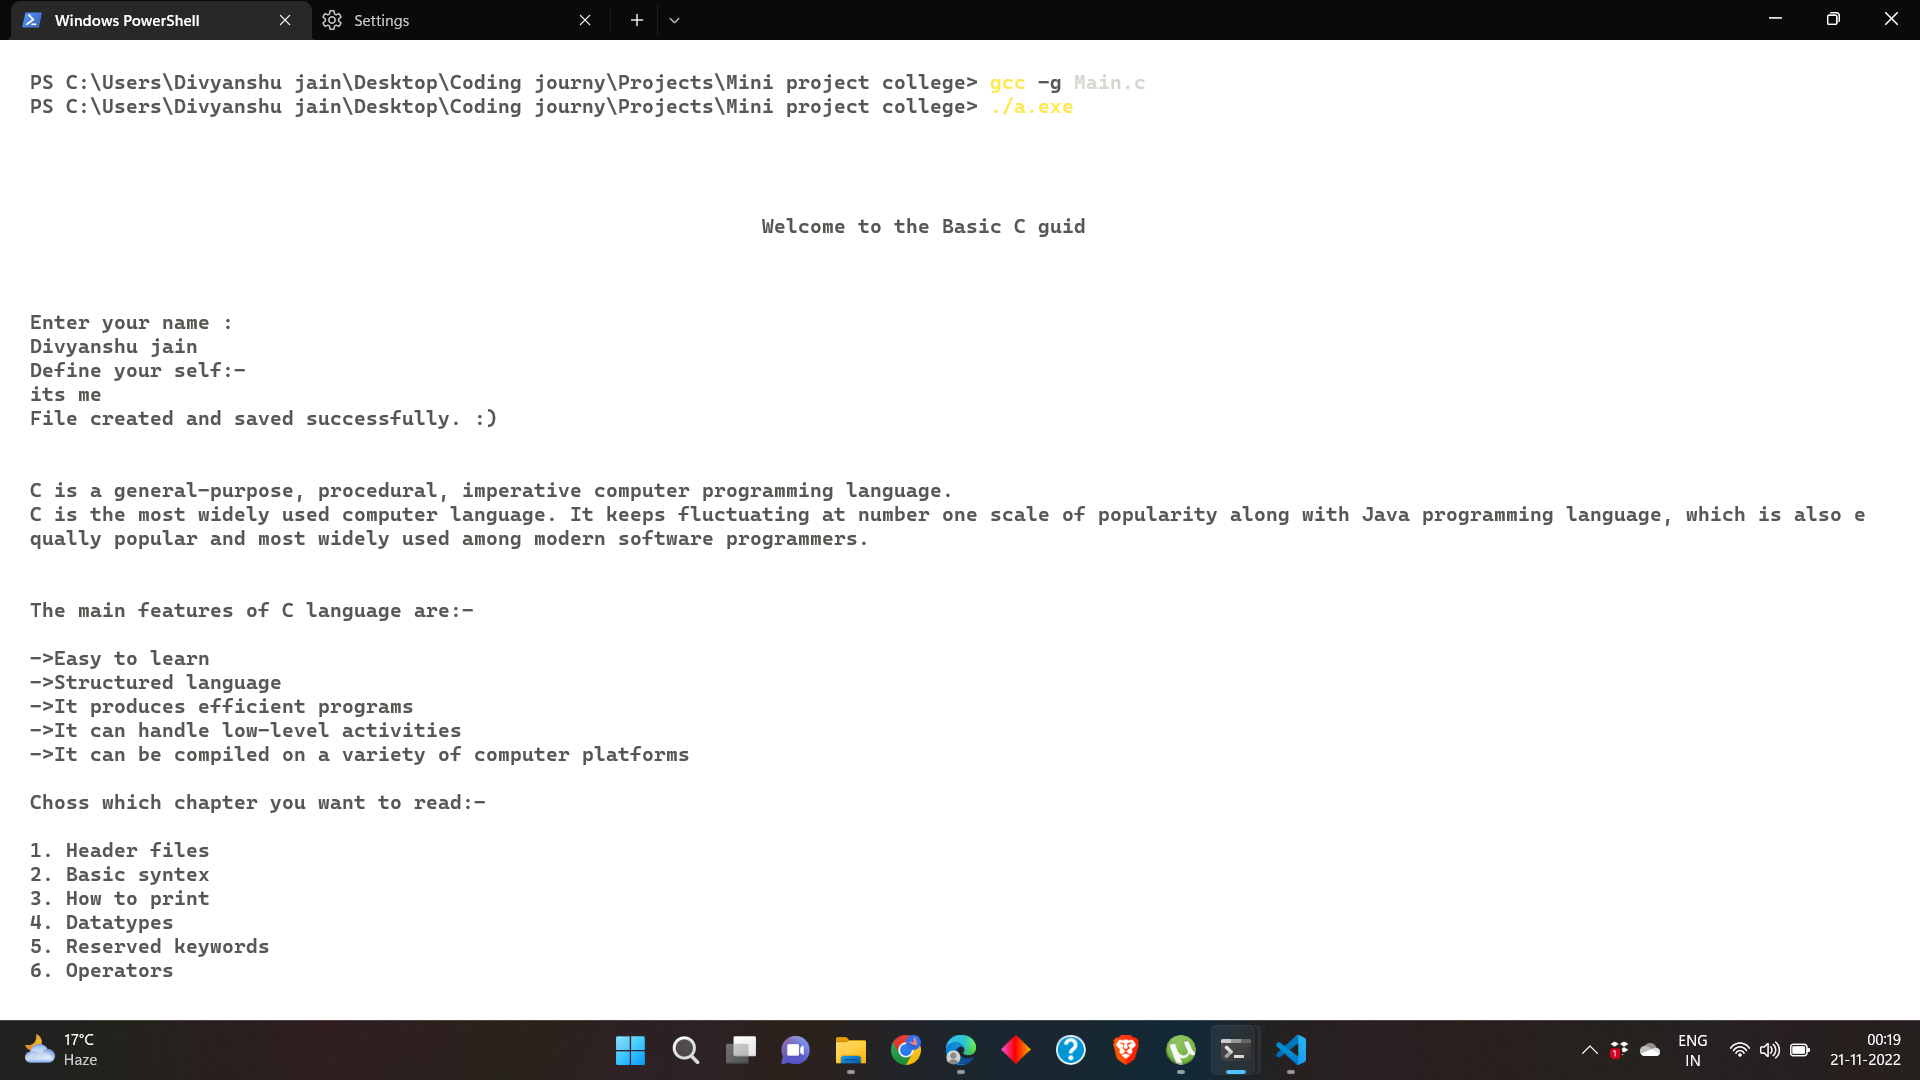 Windows PowerShell
Settings
PS C:\Users\Divyanshu jain\Desktop\Coding journy\Projects\Mini project college> gcc -g Main.c
PS C:\Users\Divyanshu jain\Desktop\Coding journy\Projects\Mini project college> ./a.exe
Welcome to the Basic C guid
Enter your name :
Divyanshu jain
Define your self:-
its me
File created and saved successfully. :)
C is a general-purpose, procedural, imperative computer programming language.
C is the most widely used computer language. It keeps fluctuating at number one scale of popularity along with Java programming language, which is also e
qually popular and most widely used among modern software programmers.
The main features of C language are:-
->Easy to learn
->Structured language
->It produces efficient programs
->It can handle low-level activities
->It can be compiled on a variety of computer platforms
Choss which chapter you want to read:-
1. Header files
2. Basic syntex
3. How to print
4. Datatypes
5. Reserved keywords
6. Operators
17°C
Haze
1
ENG
IN
00:19
21-11-2022